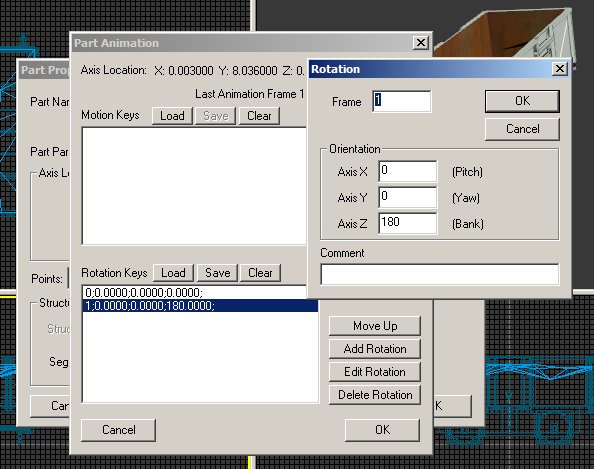 Part Animation
Part Prop
Rotation
Axis Location: X: 0.003000 Y: 8.036000 Z: 0.
Last Animation Frame 1
Frame 1
OK
Cancel
Part Nam
Motion Keys Load Save Clear
Part Par
Orientation
Axis Lo
Axis X 0 (Pitch)
Axis Y 0 (Yaw)
Axis Z 180 (Bank)
Comment
Points:
Rotation Keys Load Save Clear
0;0.0000;0.0000;0.0000;
1;0.0000;0.0000;180.0000;
Structu
Struc
Seg
Move Up
Add Rotation
Edit Rotation
Delete Rotation
Can
K
Cancel
OK